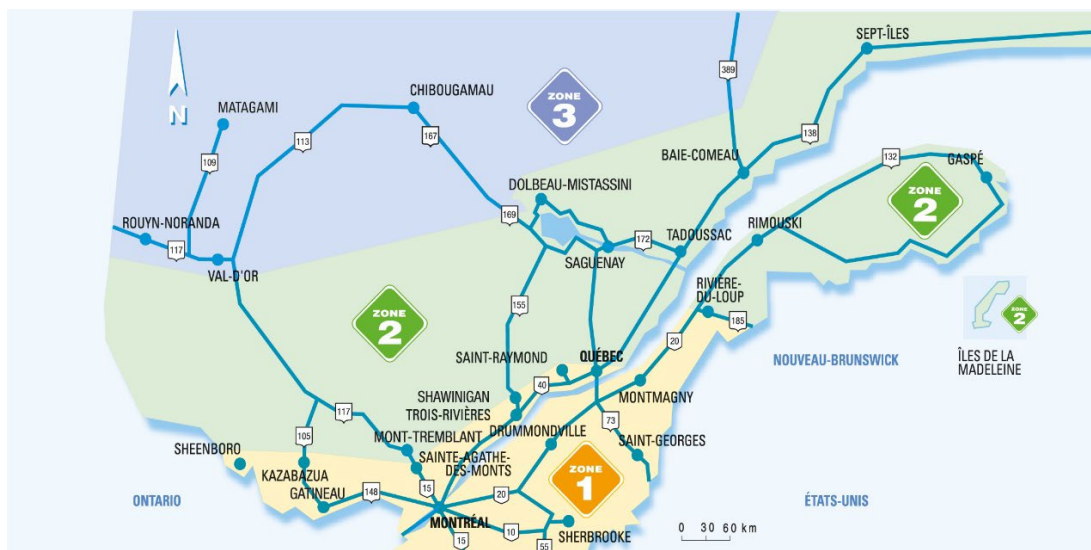 SEPT-ÎLES
389
ZONE
3
CHIBOUGAMAU
MATAGAMI
N
113
167
138
109
BAIE-COMEAU
132
GASPÉ
DOLBEAU-MISTASSINI
ZONE
2
ROUYN-NORANDA
169
RIMOUSKI
117
172
TADOUSSAC
VAL-D'OR
SAGUENAY
RIVIÈRE-
DU-LOUP
155
ZONE
2
185
ZONE
2
20
SAINT-RAYMOND
QUÉBEC
NOUVEAU-BRUNSWICK
ÎLES DE LA
MADELEINE
40
SHAWINIGAN
MONTMAGNY
117
TROIS-RIVIÈRES
73
105
DRUMMONDVILLE
MONT-TREMBLANT
SAINT-GEORGES
SHEENBORO
SAINTE-AGATHE-
DES-MONTS
ZONE
1
KAZABAZUA
15
GATINEAU
148
20
ONTARIO
ÉTATS-UNIS
MONTRÉAL
10
SHERBROOKE
0 30 60 km
15
55